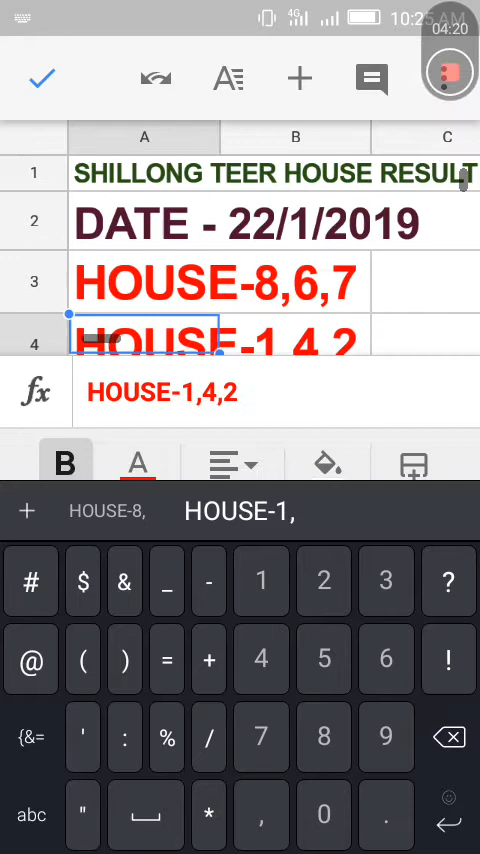 4G 10:25 AM
04:20
A
A B C
1 SHILLONG TEER HOUSE RESULT
2 DATE - 22/1/2019
3 HOUSE-8,6,7
4 HOUSE-1,4,2
fx HOUSE-1,4,2
B A
+ HOUSE-8, HOUSE-1,
# $ & _ - 1 2 3 ?
@ ( ) = + 4 5 6 !
{&= ' : % / 7 8 9
abc " * , 0 .